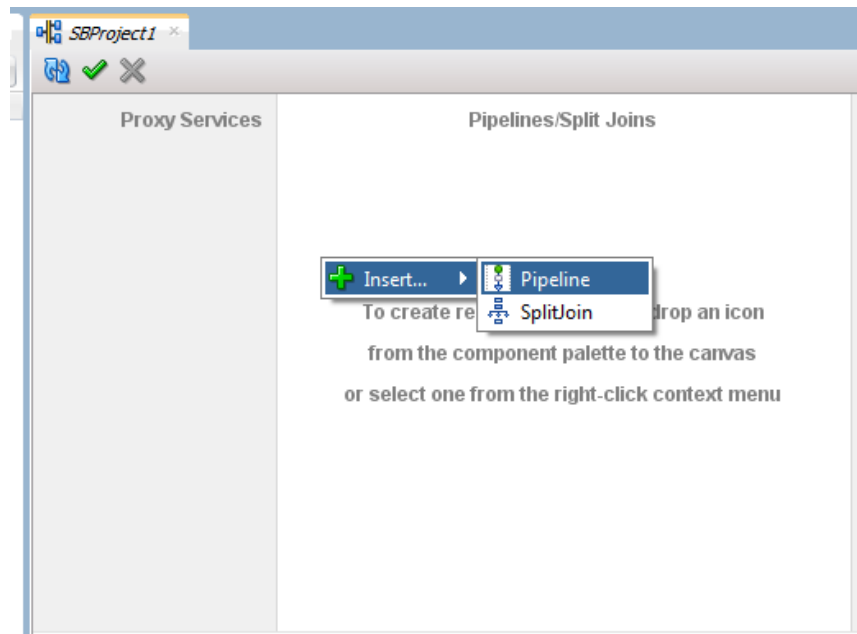 SBProject1
Proxy Services
Pipelines/Split Joins
Insert...
Pipeline
SplitJoin
To create re drop an icon
from the component palette to the canvas
or select one from the right-click context menu